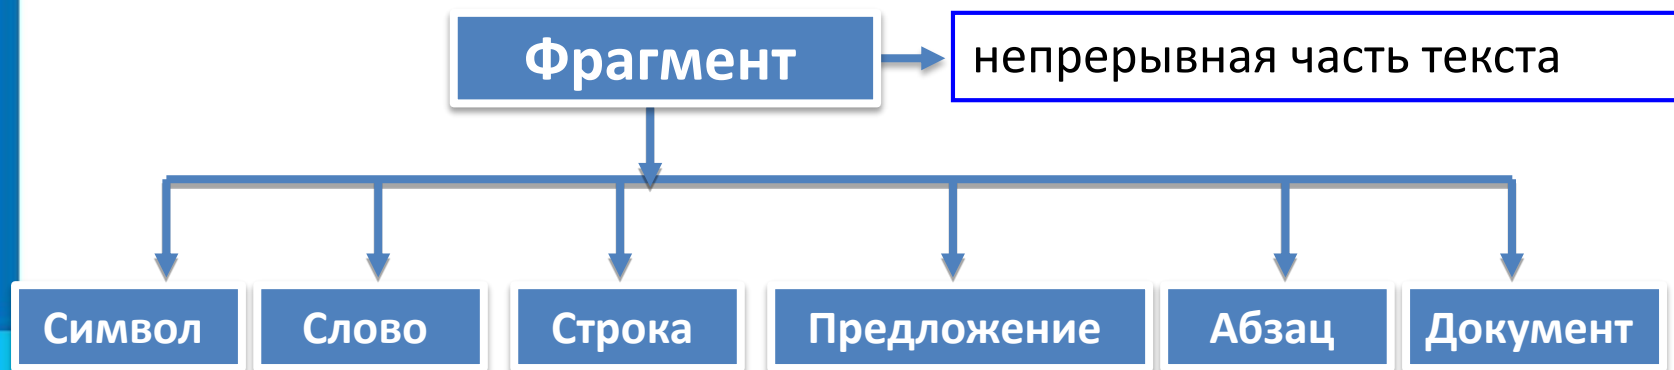 Фрагмент
непрерывная часть текста
Символ
Слово
Строка
Предложение
Абзац
Документ